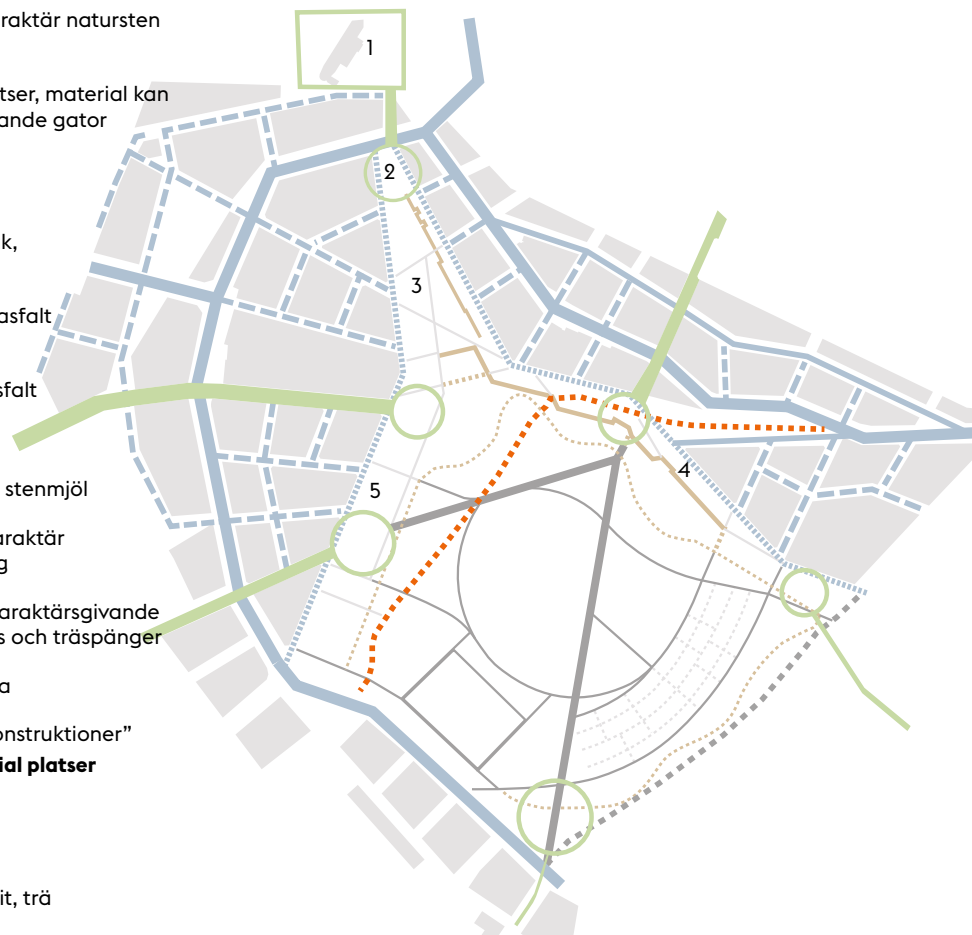 raktär natursten
tser, material kan
ande gator
k,
asfalt
sfalt
stenmjöl
araktär
g
araktärsgivande
s och träspänger
a
onstruktioner”
ial platser
it, trä
1
2
3
4
5